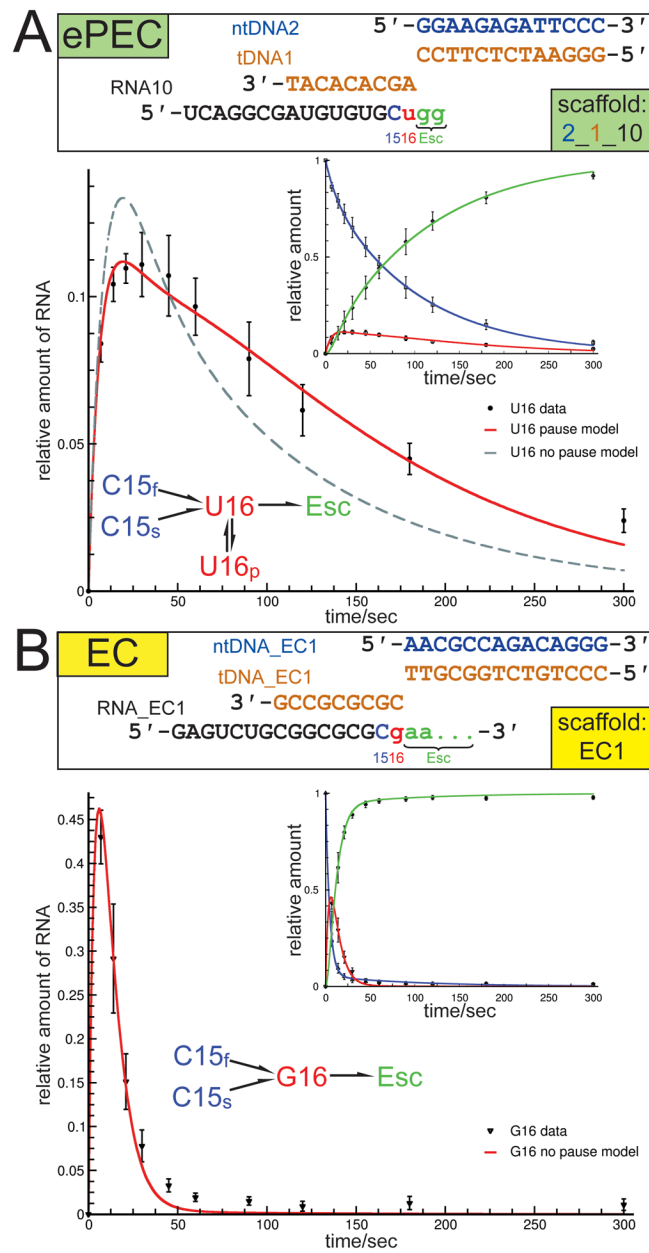 A
ePEC
ntDNA2
5′-GGAAGAGATTCCC-3′
tDNA1
CCTTCTCTAAGGG
RNA10
3′-TACACACGA
5′-UCAGGCGAUGUGUGCugg
1516 Esc
scaffold:
2_1_10
relative amount of RNA
0.1
0.05
0
50
100
150
200
250
300
time/sec
relative amount
1
0.5
0
0
50
100
150
200
250
300
time/sec
U16 data
U16 pause model
U16 no pause model
C15f
C15s
U16
Esc
U16p
B
EC
ntDNA_EC1
5′-AACGCCAGACAGGG-3′
tDNA_EC1
TTGCGGTCTGTCCC-5′
RNA_EC1
3′-GCCGCGCGC
5′-GAGUCUGCGGCGCGCgaa...-3′
1516 Esc
scaffold:
EC1
relative amount of RNA
0.45
0.4
0.35
0.3
0.25
0.2
0.15
0.1
0.05
0
0
50
100
150
200
250
300
time/sec
relative amount
1
0.5
0
0
50
100
150
200
250
300
time/sec
C15f
C15s
G16
Esc
G16 data
G16 no pause model